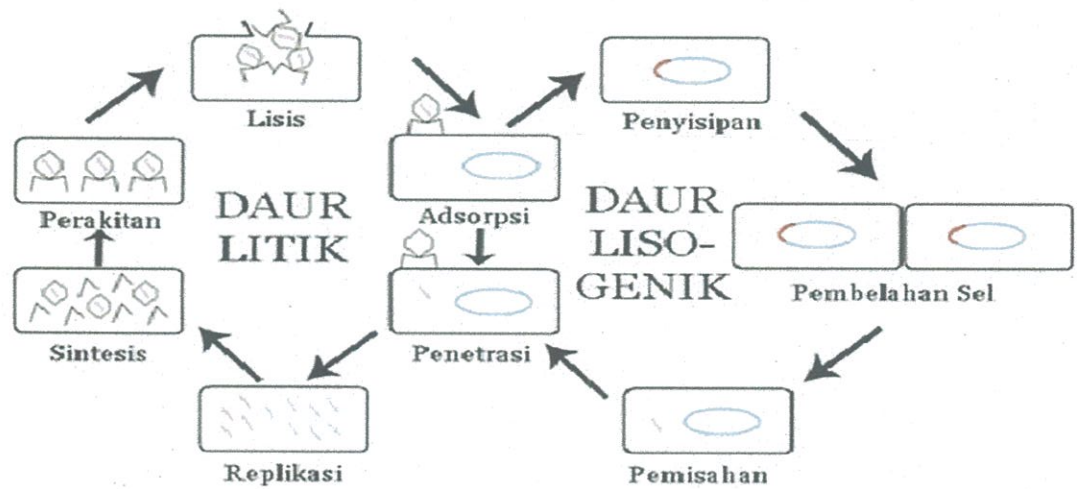 Lisis
Penyisipan
Perakitan
DAUR
LITIK
Adsorpsi
DAUR
LISO-
GENIK
Pembelahan Sel
Sintesis
Penetrasi
Replikasi
Pemisahan